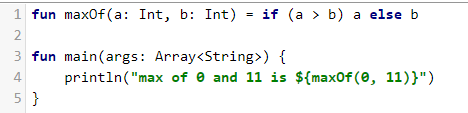 1 fun maxOf(a: Int, b: Int) = if (a > b) a else b
2
3 fun main(args: Array<String>) {
4     println("max of 0 and 11 is ${maxOf(0, 11)}")
5 }